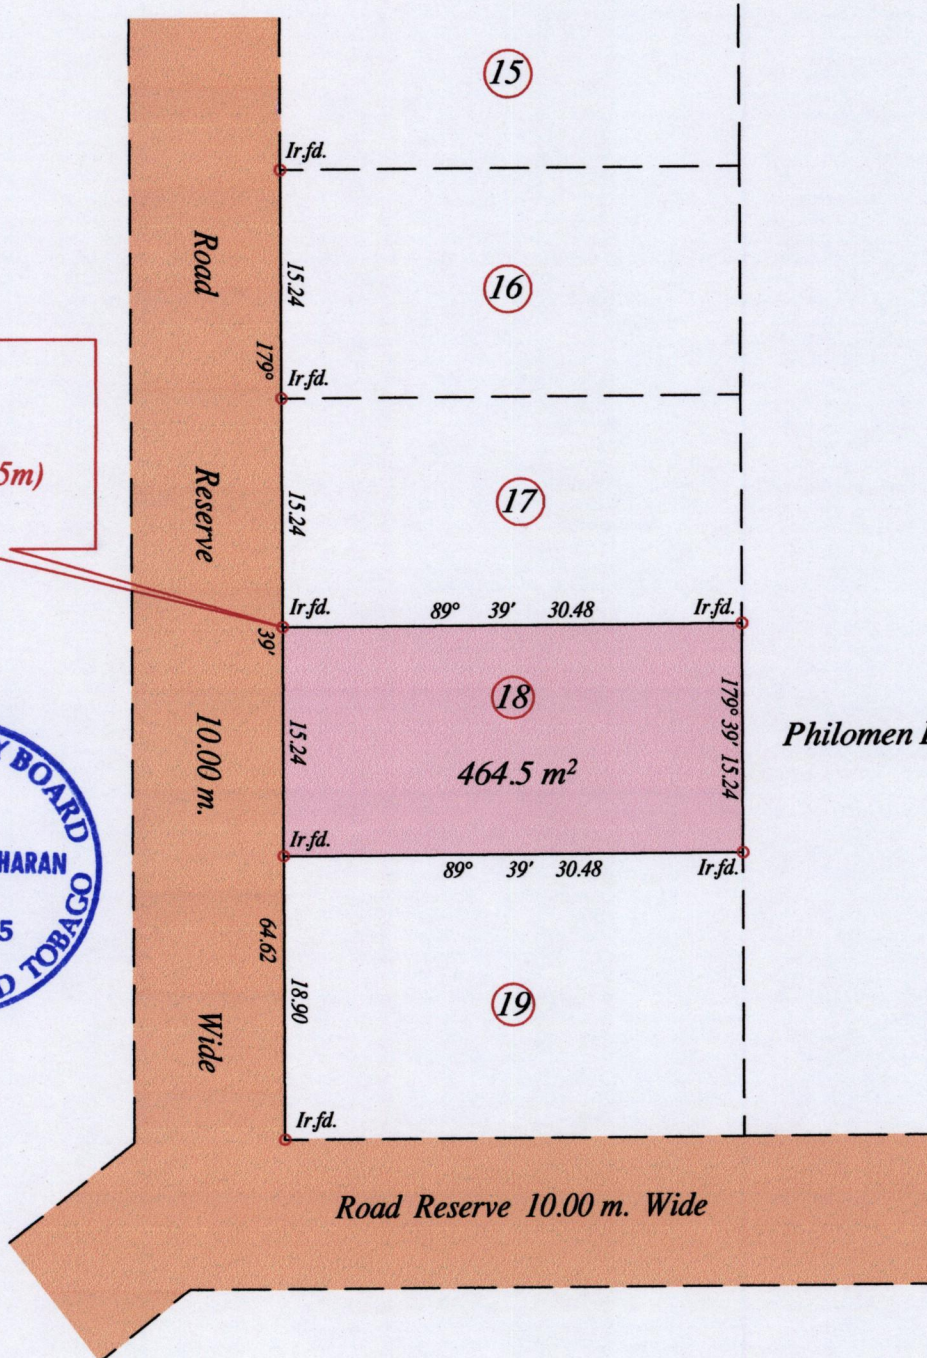 15
Ir.fd.
Road
15.24
16
179°
Ir.fd.
5m)
Reserve
15.24
17
Ir.fd.
89° 39' 30.48
Ir.fd.
39'
18
10.00 m.
15.24
464.5 m²
179° 39' 15.24
Philomen
BOARD
HARAN
5
D TOBAGO
Ir.fd.
89° 39' 30.48
Ir.fd.
64.62
18.90
19
Wide
Ir.fd.
Road Reserve 10.00 m. Wide